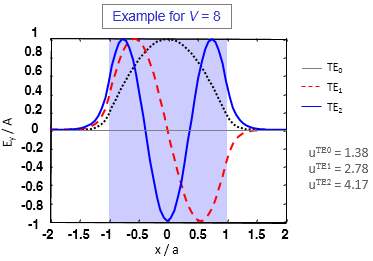 Example for V = 8
1
0.8
0.6
0.4
0.2
0
-0.2
-0.4
-0.6
-0.8
-1
Ey / A
-2 -1.5 -1 -0.5 0 0.5 1 1.5 2
x / a
TE0
TE1
TE2
uTE0 = 1.38
uTE1 = 2.78
uTE2 = 4.17